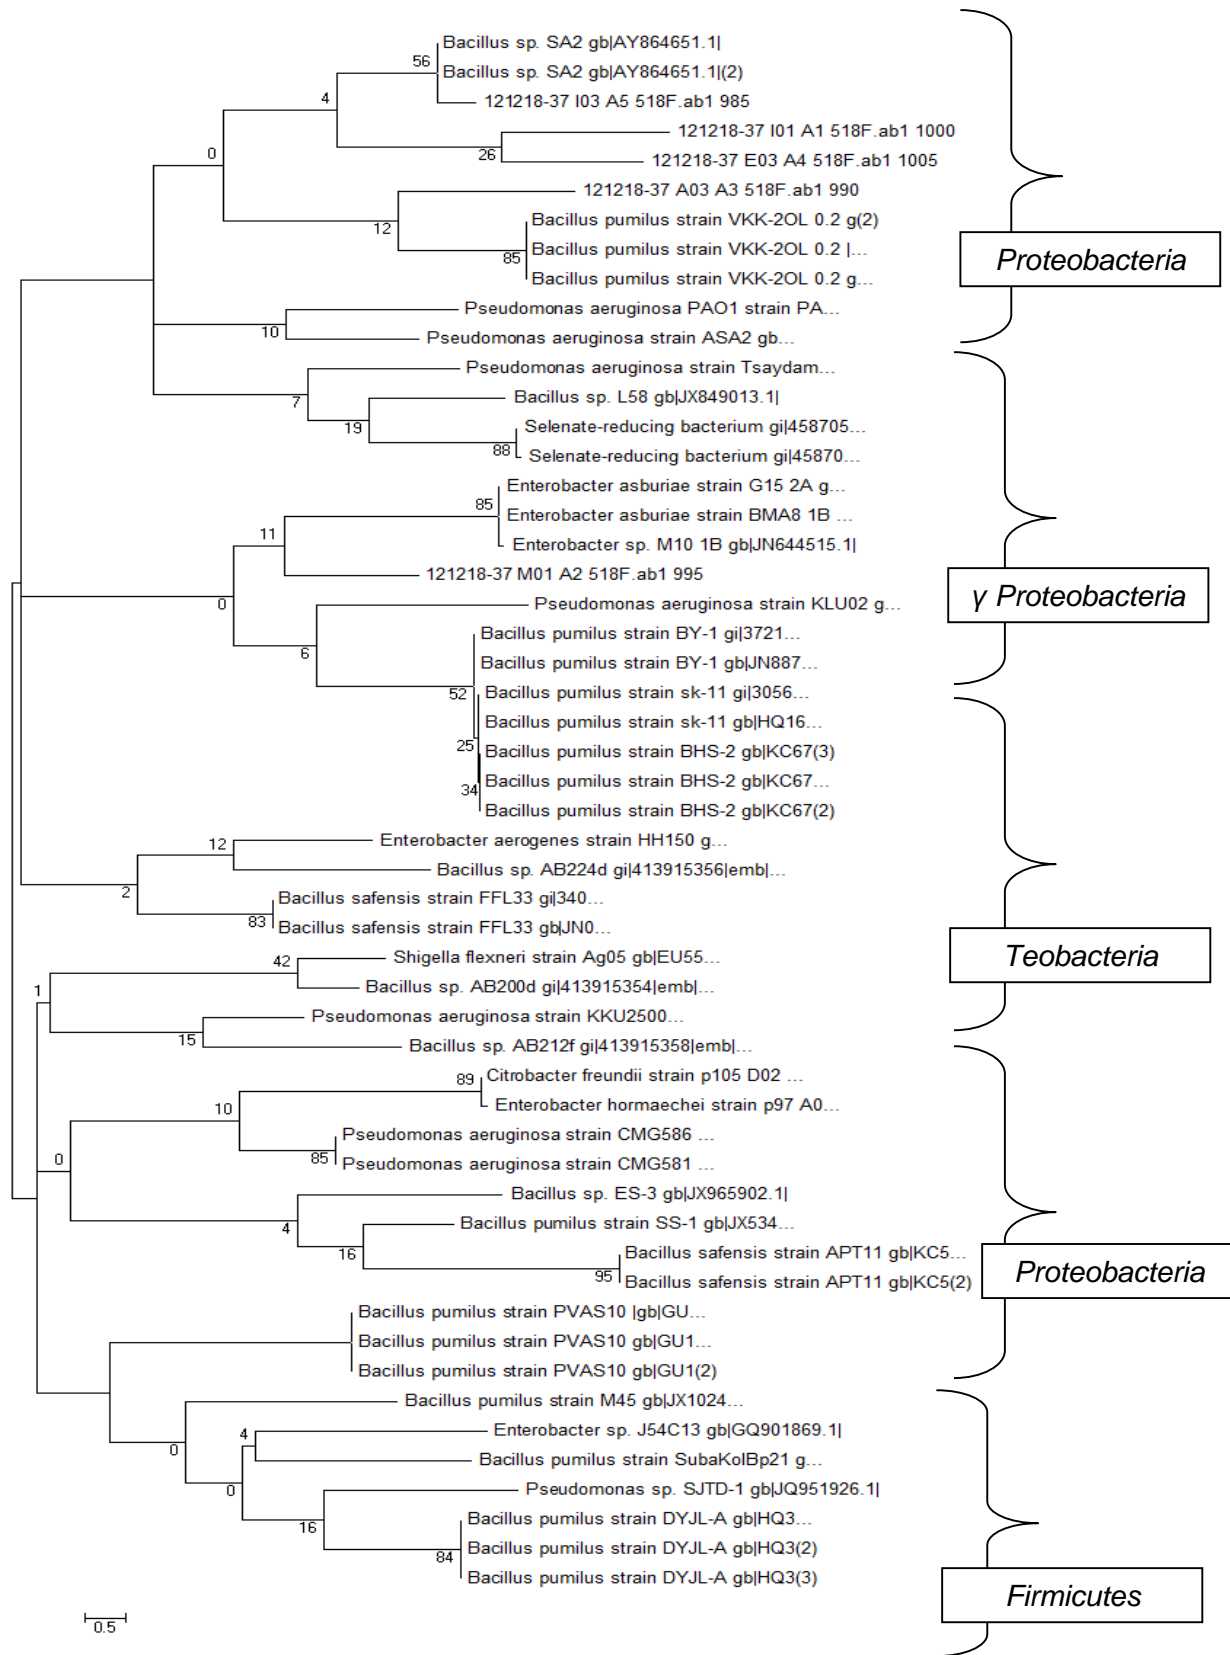 Bacillus sp. SA2 gb|AY864651.1|
56
Bacillus sp. SA2 gb|AY864651.1|(2)
4
121218-37 I03 A5 518F.ab1 985
121218-37 I01 A1 518F.ab1 1000
0
26
121218-37 E03 A4 518F.ab1 1005
121218-37 A03 A3 518F.ab1 990
12
Bacillus pumilus strain VKK-2OL 0.2 g(2)
Bacillus pumilus strain VKK-2OL 0.2 |...
85
Bacillus pumilus strain VKK-2OL 0.2 g...
Proteobacteria
Pseudomonas aeruginosa PAO1 strain PA...
10
Pseudomonas aeruginosa strain ASA2 gb...
Pseudomonas aeruginosa strain Tsaydam...
7
Bacillus sp. L58 gb|JX849013.1|
19
Selenate-reducing bacterium gi|458705...
88
Selenate-reducing bacterium gi|45870...
Enterobacter asburiae strain G15 2A g...
85
Enterobacter asburiae strain BMA8 1B ...
11
Enterobacter sp. M10 1B gb|JN644515.1|
121218-37 M01 A2 518F.ab1 995
γ Proteobacteria
0
Pseudomonas aeruginosa strain KLU02 g...
6
Bacillus pumilus strain BY-1 gi|3721...
Bacillus pumilus strain BY-1 gb|JN887...
52
Bacillus pumilus strain sk-11 gi|3056...
Bacillus pumilus strain sk-11 gb|HQ16...
25
Bacillus pumilus strain BHS-2 gb|KC67(3)
Bacillus pumilus strain BHS-2 gb|KC67...
34
Bacillus pumilus strain BHS-2 gb|KC67(2)
12
Enterobacter aerogenes strain HH150 g...
Bacillus sp. AB224d gi|413915356|emb|...
2
Bacillus safensis strain FFL33 gi|340...
83
Bacillus safensis strain FFL33 gb|JN0...
Teobacteria
42
Shigella flexneri strain Ag05 gb|EU55...
1
Bacillus sp. AB200d gi|413915354|emb|...
Pseudomonas aeruginosa strain KKU2500...
15
Bacillus sp. AB212f gi|413915358|emb|...
89
Citrobacter freundii strain p105 D02 ...
10
Enterobacter hormaechei strain p97 A0...
Pseudomonas aeruginosa strain CMG586 ...
0
85
Pseudomonas aeruginosa strain CMG581 ...
Bacillus sp. ES-3 gb|JX965902.1|
4
Bacillus pumilus strain SS-1 gb|JX534...
16
Bacillus safensis strain APT11 gb|KC5...
95
Bacillus safensis strain APT11 gb|KC5(2)
Proteobacteria
Bacillus pumilus strain PVAS10 |gb|GU...
Bacillus pumilus strain PVAS10 gb|GU1...
Bacillus pumilus strain PVAS10 gb|GU1(2)
Bacillus pumilus strain M45 gb|JX1024...
0
4
Enterobacter sp. J54C13 gb|GQ901869.1|
Bacillus pumilus strain SubaKolBp21 g...
0
Pseudomonas sp. SJTD-1 gb|JQ951926.1|
16
Bacillus pumilus strain DYJL-A gb|HQ3...
Bacillus pumilus strain DYJL-A gb|HQ3(2)
84
Bacillus pumilus strain DYJL-A gb|HQ3(3)
Firmicutes
0.5